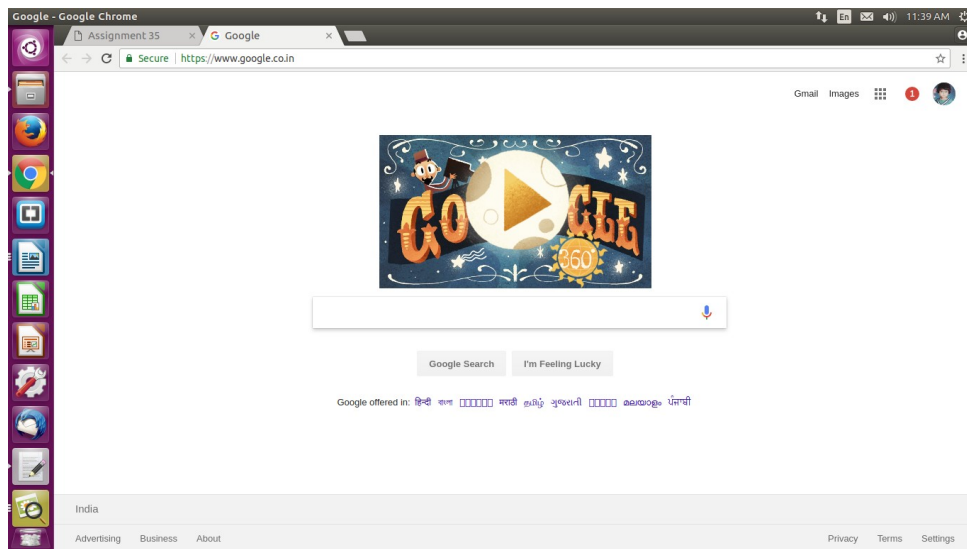 Google - Google Chrome En 11:39 AM
Assignment 35 × Google ×
Secure https://www.google.co.in
Gmail Images 1
GOOGLE
360°
Google Search I'm Feeling Lucky
Google offered in: हिन्दी বাংলা मराठी தமிழ் ગુજરાતી മലയാളം ਪੰਜਾਬੀ
India
Advertising Business About Privacy Terms Settings